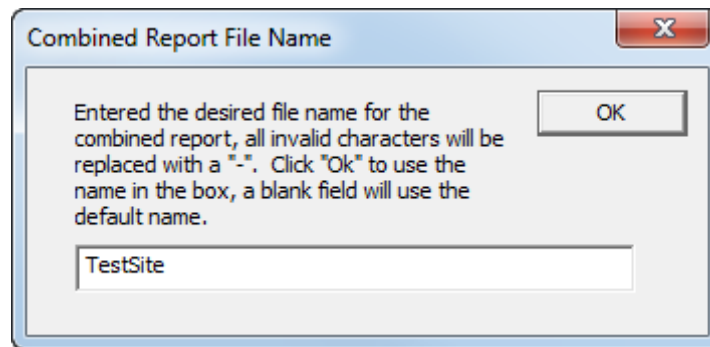 Combined Report File Name
Entered the desired file name for the
combined report, all invalid characters will be
replaced with a "-".  Click "Ok" to use the
name in the box, a blank field will use the
default name.
OK
TestSite